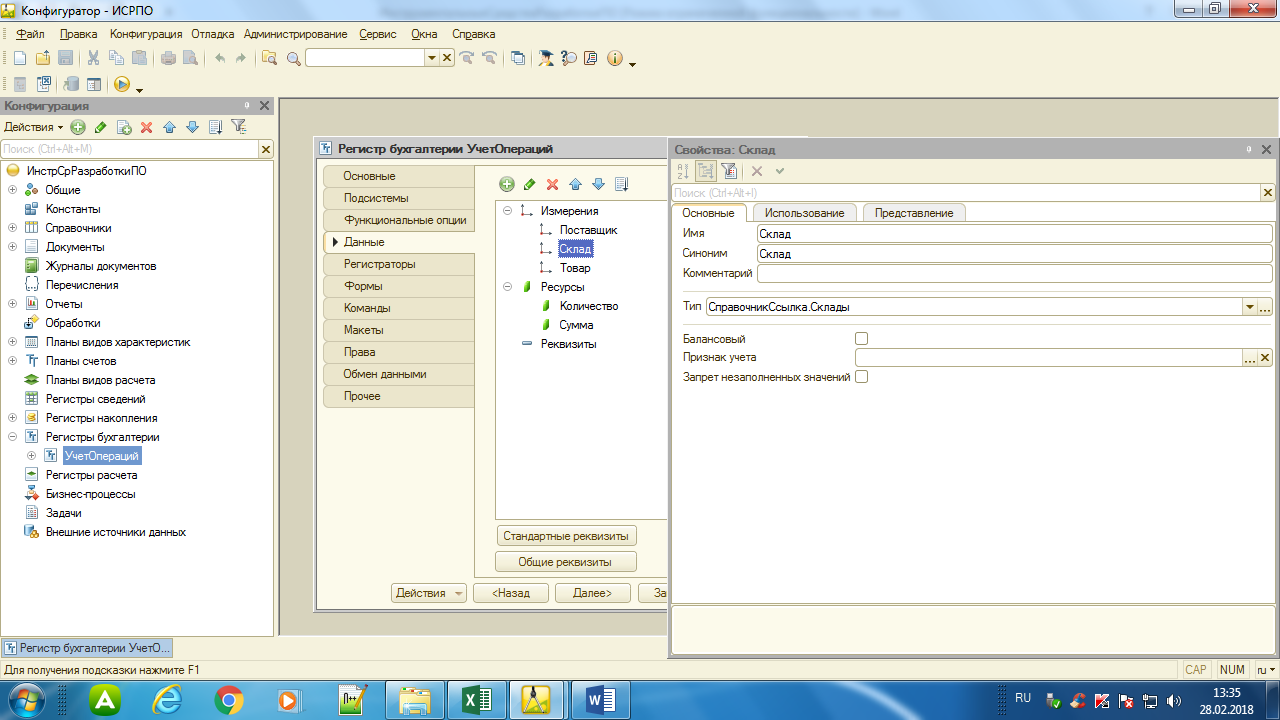 Конфигуратор - ИСРПО
Файл Правка Конфигурация Отладка Администрирование Сервис Окна Справка
Конфигурация
Действия
Поиск (Ctrl+Alt+M)
ИнстрСрРазработкиПО
Общие
Константы
Справочники
Документы
Журналы документов
Перечисления
Отчеты
Обработки
Планы видов характеристик
Планы счетов
Планы видов расчета
Регистры сведений
Регистры накопления
Регистры бухгалтерии
УчетОпераций
Регистры расчета
Бизнес-процессы
Задачи
Внешние источники данных
Регистр бухгалтерии УчетОпераций
Основные
Подсистемы
Функциональные опции
Данные
Регистраторы
Формы
Команды
Макеты
Права
Обмен данными
Прочее
Измерения
Поставщик
Склад
Товар
Ресурсы
Количество
Сумма
Реквизиты
Стандартные реквизиты
Общие реквизиты
Действия <Назад Далее> За
Свойства: Склад
Поиск (Ctrl+Alt+I)
Основные Использование Представление
Имя Склад
Синоним Склад
Комментарий
Тип СправочникСсылка.Склады
Балансовый
Признак учета
Запрет незаполненных значений
Регистр бухгалтерии УчетО...
Для получения подсказки нажмите F1
CAP NUM ru
RU
13:35
28.02.2018